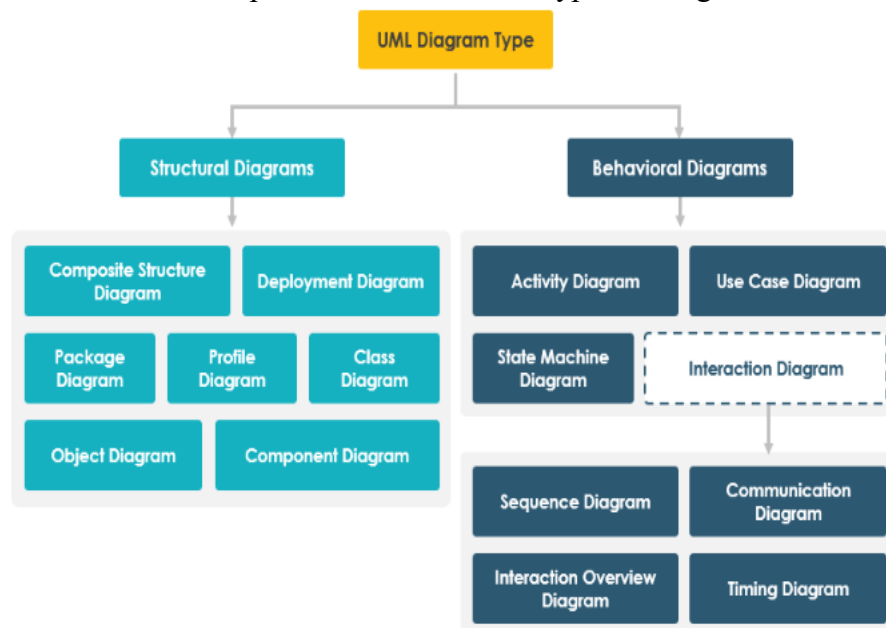 UML Diagram Type
Structural Diagrams
Behavioral Diagrams
Composite Structure
Diagram
Deployment Diagram
Package
Diagram
Profile
Diagram
Class
Diagram
Object Diagram
Component Diagram
Activity Diagram
Use Case Diagram
State Machine
Diagram
Interaction Diagram
Sequence Diagram
Communication
Diagram
Interaction Overview
Diagram
Timing Diagram